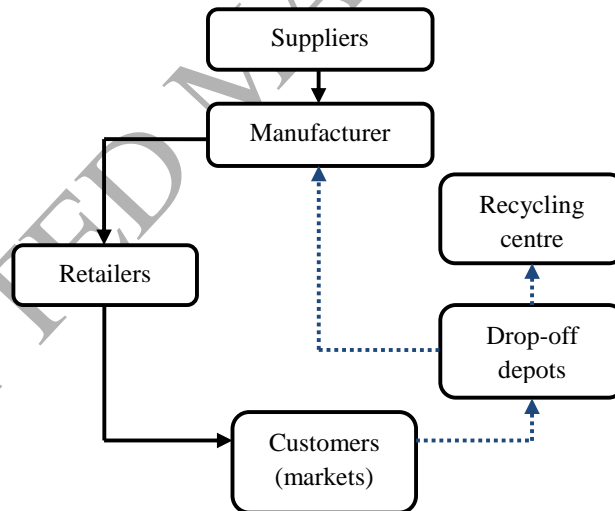 Suppliers
Manufacturer
Recycling
centre
Retailers
Drop-off
depots
Customers
(markets)